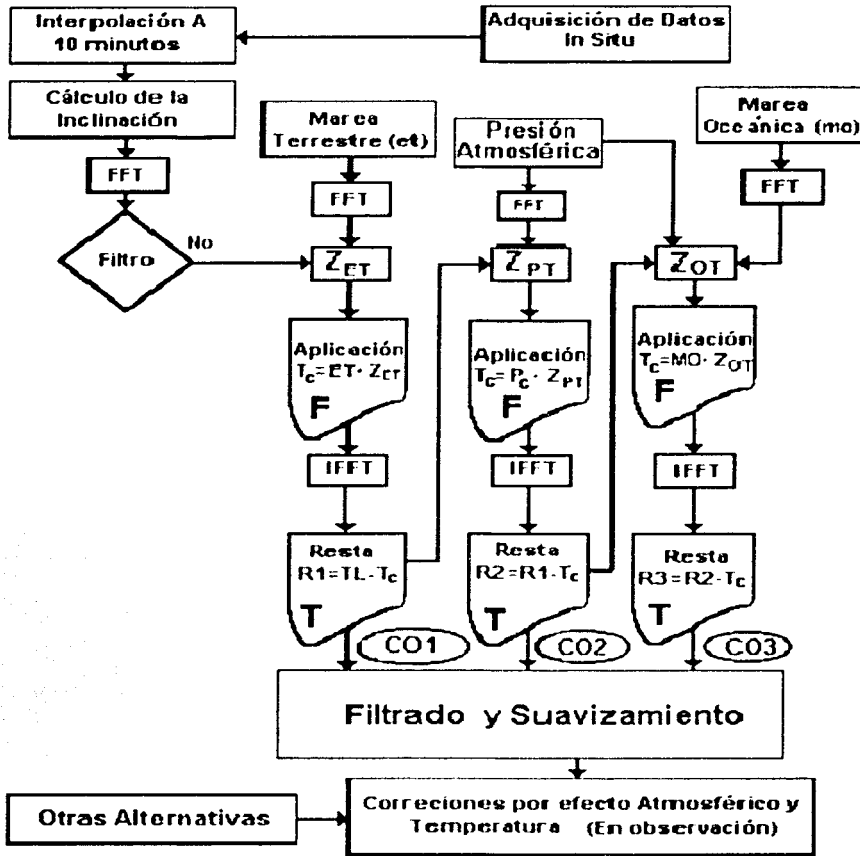 Interpolación A
10 minutos
Adquisición de Datos
In Situ
Cálculo de la
Inclinación
Marea
Terrestre (et)
Presión
Atmosférica
Marea
Oceánica (mo)
FFT
FFT
FFT
FFT
Filtro
No
Z_ET
Z_PT
Z_OT
Aplicación
T_c=ET· Z_ET
F
Aplicación
T_c=P_c · Z_PT
F
Aplicación
T_c=MO· Z_OT
F
IFFT
IFFT
IFFT
Resta
R1=TL-T_c
T
Resta
R2=R1-T_c
T
Resta
R3=R2-T_c
T
CO1
CO2
CO3
Filtrado y Suavizamiento
Otras Alternativas
Correciones por efecto Atmosférico y
Temperatura (En observación)